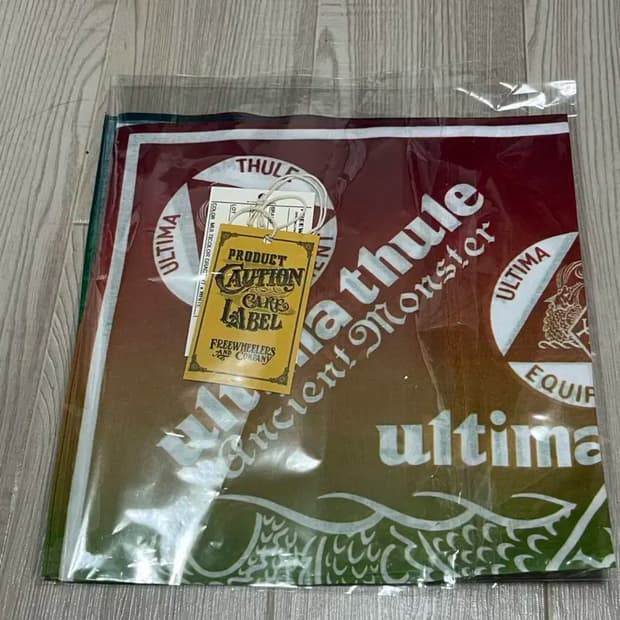 THULE
ULTIMA
ultima thule
Ancient Monster
PRODUCT
CAUTION
CARE
LABEL
FREEWHEELERS
AND COMPANY
ULTIMA
EQUIP
ultima